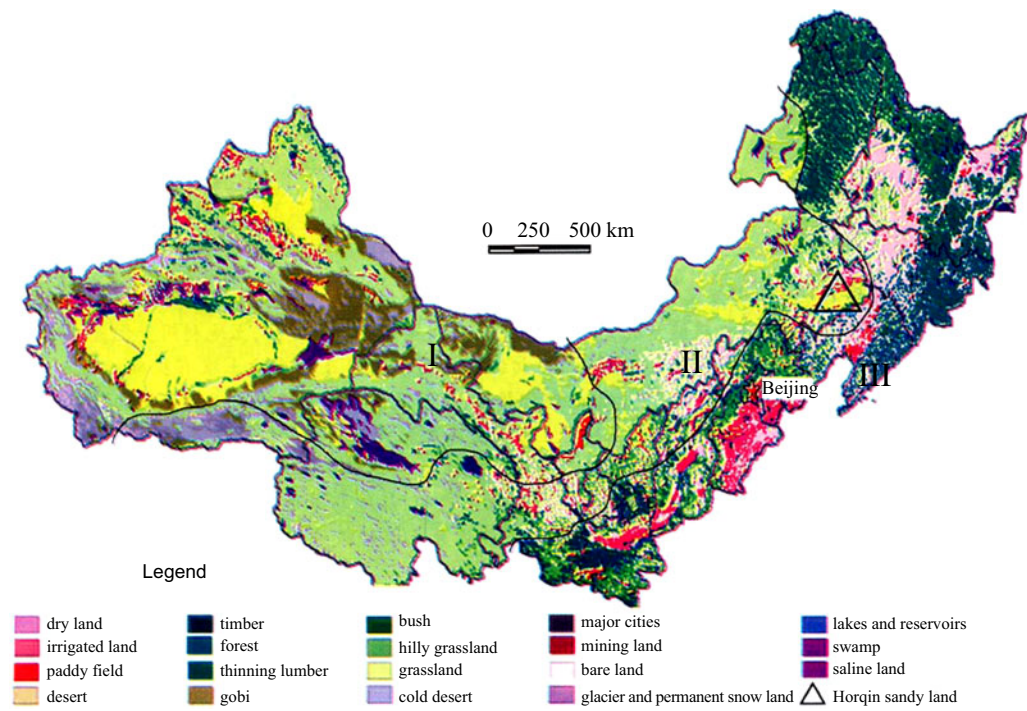 0 250 500 km
I
II
III
Beijing
Legend
dry land
irrigated land
paddy field
desert
timber
forest
thinning lumber
gobi
bush
hilly grassland
grassland
cold desert
major cities
mining land
bare land
glacier and permanent snow land
lakes and reservoirs
swamp
saline land
Horqin sandy land